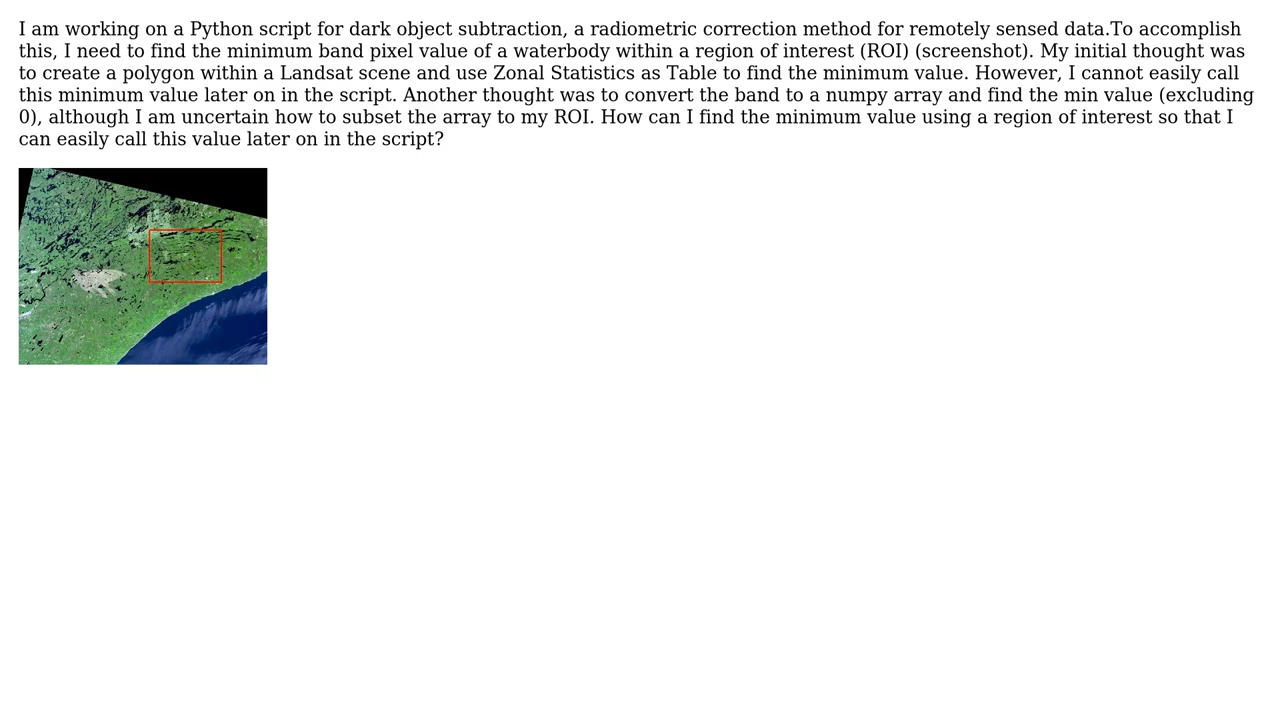 I am working on a Python script for dark object subtraction, a radiometric correction method for remotely sensed data.To accomplish
this, I need to find the minimum band pixel value of a waterbody within a region of interest (ROI) (screenshot). My initial thought was
to create a polygon within a Landsat scene and use Zonal Statistics as Table to find the minimum value. However, I cannot easily call
this minimum value later on in the script. Another thought was to convert the band to a numpy array and find the min value (excluding
0), although I am uncertain how to subset the array to my ROI. How can I find the minimum value using a region of interest so that I
can easily call this value later on in the script?